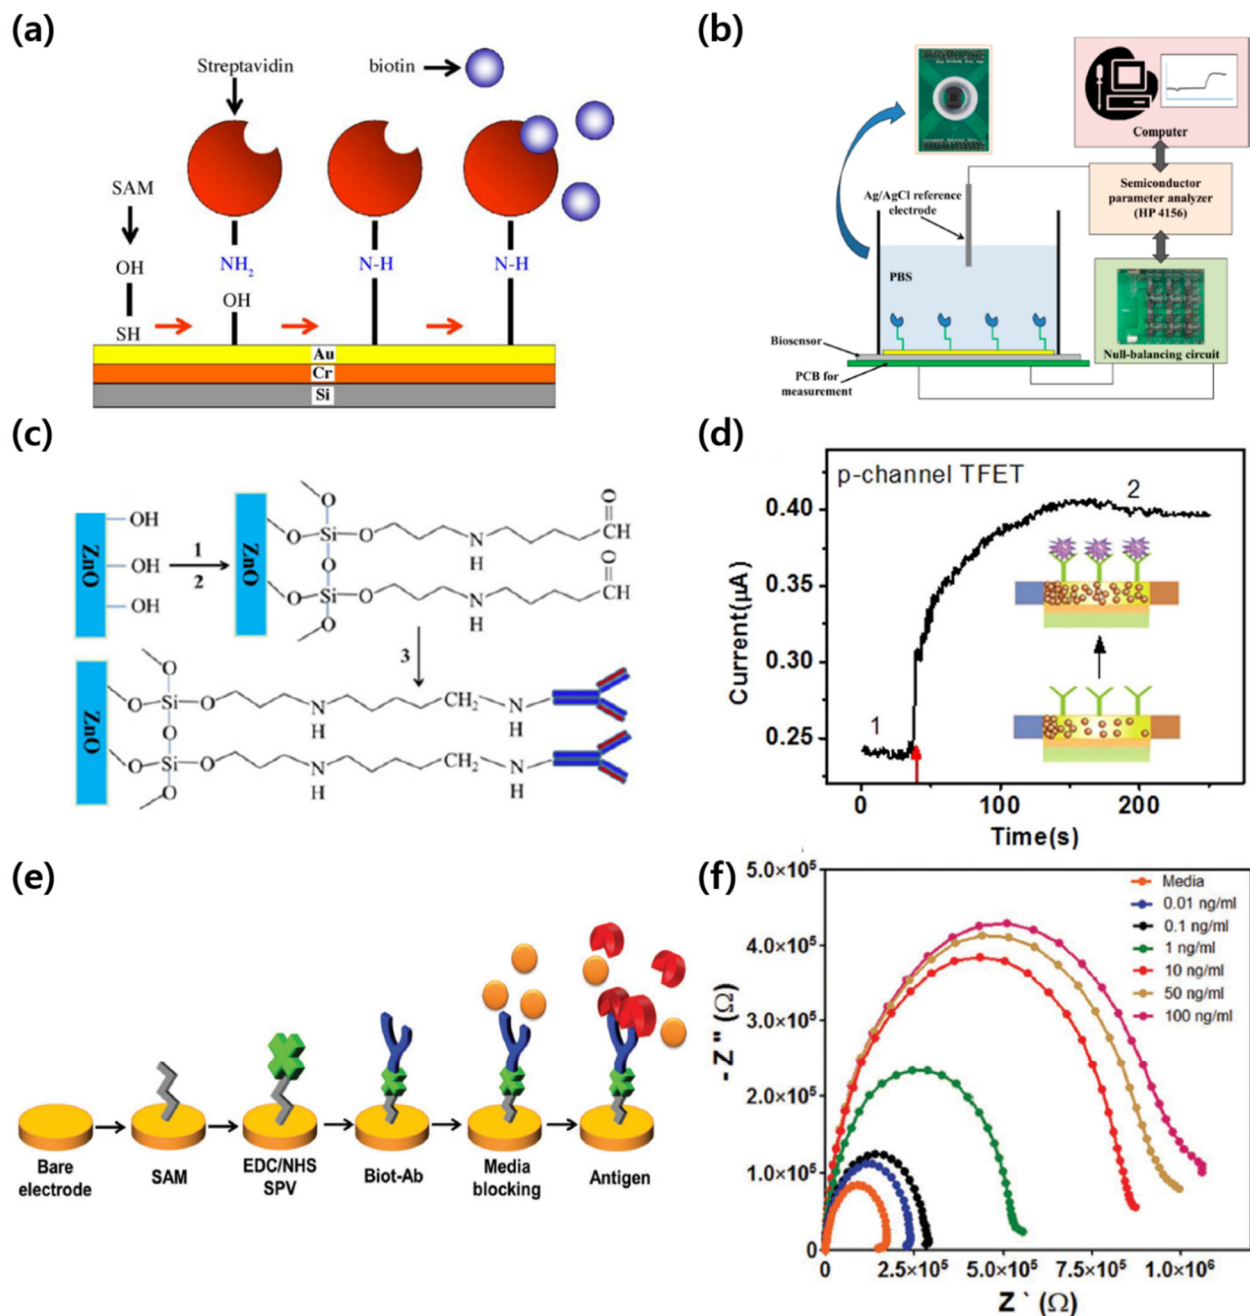 (a)
Streptavidin
biotin
SAM
OH
SH
NH2
OH
N-H
N-H
Au
Cr
Si
(b)
Computer
Semiconductor
parameter analyzer
(HP 4156)
Ag/AgCl reference
electrode
PBS
Biosensor
PCB for
measurement
Null-balancing circuit
(c)
ZnO
OH
OH
OH
1
2
ZnO
O
O
Si
O
N
H
O
CH
O
O
Si
O
N
H
O
CH
O
3
ZnO
O
O
Si
O
N
H
CH2
N
H
O
O
Si
O
N
H
CH2
N
H
O
(d)
p-channel TFET
Current(μA)
0.40
0.35
0.30
0.25
1
2
0
100
200
Time(s)
(e)
Bare
electrode
SAM
EDC/NHS
SPV
Biot-Ab
Media
blocking
Antigen
(f)
-Z" (Ω)
5.0×10⁵
4.0×10⁵
3.0×10⁵
2.0×10⁵
1.0×10⁵
0
Media
0.01 ng/ml
0.1 ng/ml
1 ng/ml
10 ng/ml
50 ng/ml
100 ng/ml
0
2.5×10⁵
5.0×10⁵
7.5×10⁵
1.0×10⁶
Z` (Ω)